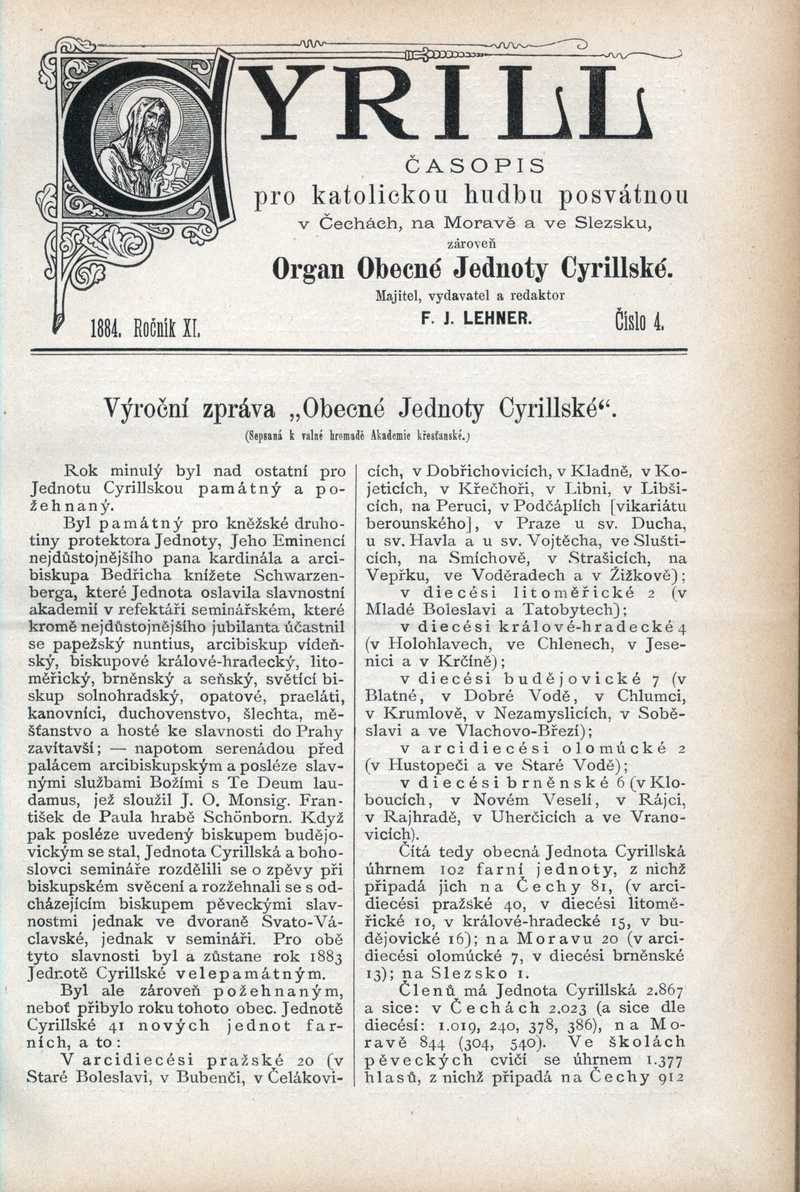 CYRILL
ČASOPIS
pro katolickou hudbu posvátnou
v Čechách, na Moravě a ve Slezsku,
zároveň
Organ Obecné Jednoty Cyrillské.
Majitel, vydavatel a redaktor
F. J. LEHNER.
1884. Ročník XI.
Číslo 4.
Výroční zpráva „Obecné Jednoty Cyrillské“.
(Sepsaná k valné hromadě Akademie křesťanské.)
Rok minulý byl nad ostatní pro
Jednotu Cyrillskou památný a po-
žehnaný.
Byl památný pro kněžské druho-
tiny protektora Jednoty, Jeho Eminencí
nejdůstojnějšího pana kardinála a arci-
biskupa Bedřicha knížete Schwarzen-
berga, které Jednota oslavila slavnostní
akademií v refektáři seminářském, které
kromě nejdůstojnějšího jubilanta účastnil
se papežský nuntius, arcibiskup vídeň-
ský, biskupové králové-hradecký, lito-
měřický, brněnský a seňský, světící bi-
skup solnohradský, opatové, praeláti,
kanovníci, duchovenstvo, šlechta, mě-
šťanstvo a hosté ke slavnosti do Prahy
zavítavší; — napotom serenádou před
palácem arcibiskupským a posléze slav-
nými službami Božími s Te Deum lau-
damus, jež sloužil J. O. Monsig. Fran-
tišek de Paula hrabě Schönborn. Když
pak posléze uvedený biskupem budějo-
vickým se stal, Jednota Cyrillská a boho-
slovci semináře rozdělili se o zpěvy při
biskupském svěcení a rozžehnali se s od-
cházejícím biskupem pěveckými slav-
nostmi jednak ve dvoraně Svato-Vá-
clavské, jednak v semináři. Pro obě
tyto slavnosti byl a zůstane rok 1883
Jednotě Cyrillské velepamátným.
Byl ale zároveň požehnaným,
neboť přibylo roku tohoto obec. Jednotě
Cyrillské 41 nových jednot far-
ních, a to:
V arcidiecési pražské 20 (v
Staré Boleslavi, v Bubenči, v Čelákovi-
cích, v Dobřichovicích, v Kladně, v Ko-
jeticích, v Křečhoři, v Libni, v Libši-
cích, na Peruci, v Podčáplích [vikariátu
berounského], v Praze u sv. Ducha,
u sv. Havla a u sv. Vojtěcha, ve Slušti-
cích, na Smíchově, v Strašicích, na
Vepřku, ve Voděradech a v Žižkově);
v diecési litoměřické 2 (v
Mladé Boleslavi a Tatobytech);
v diecési králové-hradecké 4
(v Holohlavech, ve Chlenech, v Jese-
nici a v Krčíně);
v diecési budějovické 7 (v
Blatné, v Dobré Vodě, v Chlumci,
v Krumlově, v Nezamyslicích, v Sobě-
slavi a ve Vlachovo-Březí);
v arcidiecési olomúcké 2
(v Hustopeči a ve Staré Vodě);
v diecési brněnské 6 (v Klo-
boucích, v Novém Veselí, v Rájci,
v Rajhradě, v Uherčicích a ve Vrano-
vicích).
Čítá tedy obecná Jednota Cyrillská
úhrnem 102 farní jednoty, z nichž
připadá jich na Čechy 81, (v arci-
diecési pražské 40, v diecési litomě-
řické 10, v králové-hradecké 15, v bu-
dějovické 16); na Moravu 20 (v arci-
diecési olomúcké 7, v diecési brněnské
13); na Slezsko 1.
Členů má Jednota Cyrillská 2.867
a sice: v Čechách 2.023 (a sice dle
diecésí: 1.019, 240, 378, 386), na Mo-
ravě 844 (304, 540). Ve školách
pěveckých cvičí se úhrnem 1.377
hlasů, z nichž připadá na Čechy 912